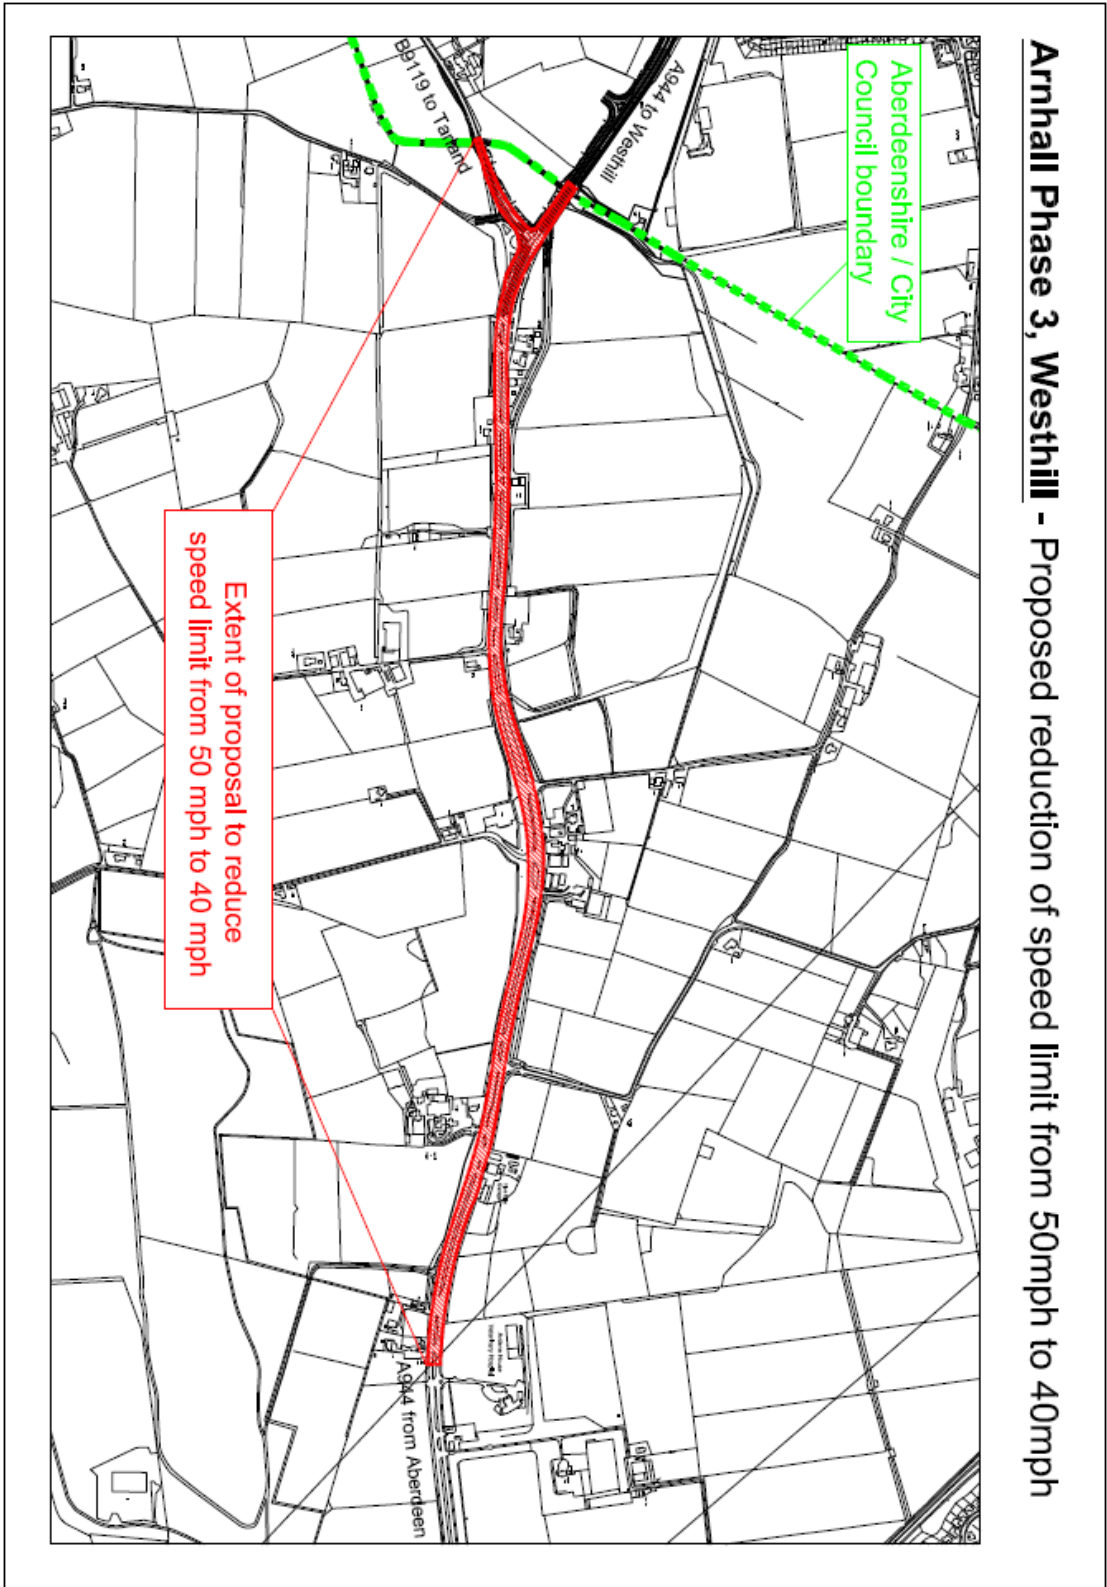 Arnhall Phase 3, Westhill - Proposed reduction of speed limit from 50mph to 40mph
Aberdeenshire / City
Council boundary
A944 to Westhill
B9119 to Tarland
Extent of proposal to reduce
speed limit from 50 mph to 40 mph
A944 from Aberdeen